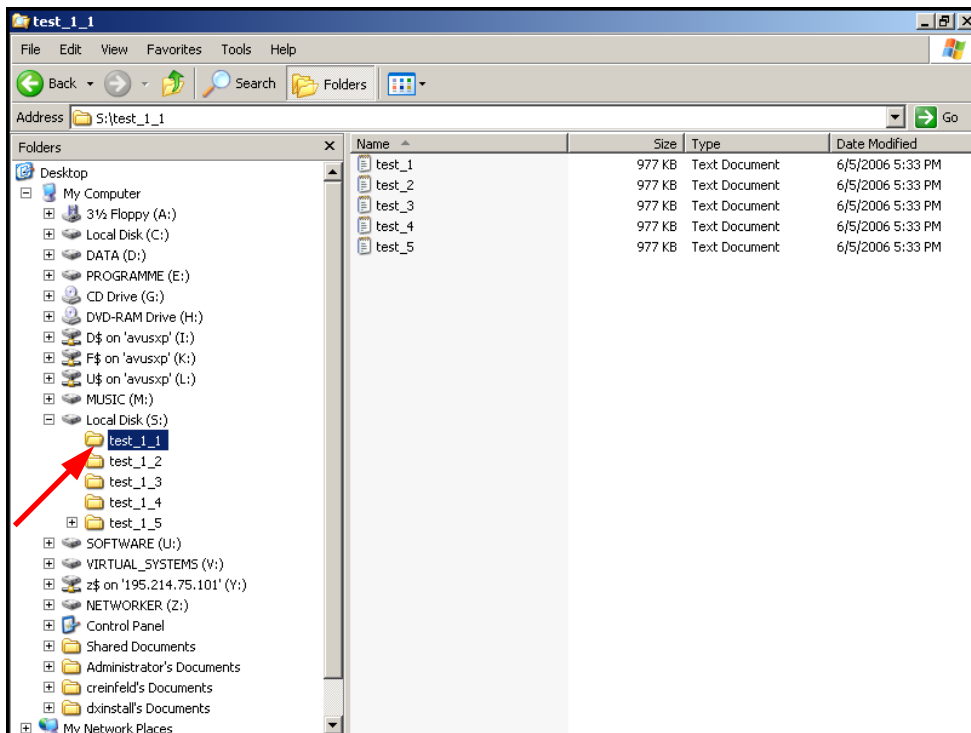 test_1_1
File Edit View Favorites Tools Help
Back Search Folders
Address S:\test_1_1 Go
Folders
Desktop
My Computer
3½ Floppy (A:)
Local Disk (C:)
DATA (D:)
PROGRAMME (E:)
CD Drive (G:)
DVD-RAM Drive (H:)
D$ on 'avusxp' (I:)
F$ on 'avusxp' (K:)
U$ on 'avusxp' (L:)
MUSIC (M:)
Local Disk (S:)
test_1_1
test_1_2
test_1_3
test_1_4
test_1_5
SOFTWARE (U:)
VIRTUAL_SYSTEMS (V:)
z$ on '195.214.75.101' (Y:)
NETWORKER (Z:)
Control Panel
Shared Documents
Administrator's Documents
creinfeld's Documents
dxinstall's Documents
My Network Places
Name Size Type Date Modified
test_1 977 KB Text Document 6/5/2006 5:33 PM
test_2 977 KB Text Document 6/5/2006 5:33 PM
test_3 977 KB Text Document 6/5/2006 5:33 PM
test_4 977 KB Text Document 6/5/2006 5:33 PM
test_5 977 KB Text Document 6/5/2006 5:33 PM